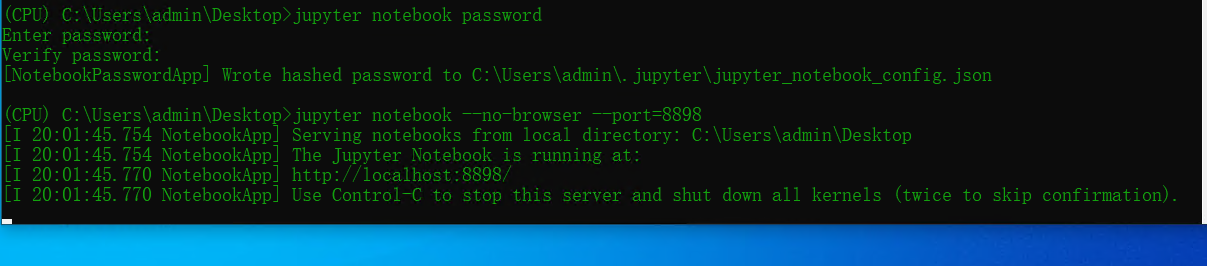 (CPU) C:\Users\admin\Desktop>jupyter notebook password
Enter password:
Verify password:
[NotebookPasswordApp] Wrote hashed password to C:\Users\admin\.jupyter\jupyter_notebook_config.json
(CPU) C:\Users\admin\Desktop>jupyter notebook --no-browser --port=8898
[I 20:01:45.754 NotebookApp] Serving notebooks from local directory: C:\Users\admin\Desktop
[I 20:01:45.754 NotebookApp] The Jupyter Notebook is running at:
[I 20:01:45.770 NotebookApp] http://localhost:8898/
[I 20:01:45.770 NotebookApp] Use Control-C to stop this server and shut down all kernels (twice to skip confirmation).